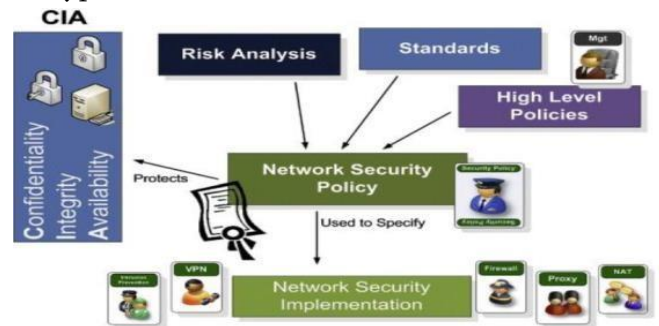 CIA
Risk Analysis
Standards
Mgt
High Level
Policies
Confidentiality
Integrity
Availability
Protects
Network Security
Policy
Security Policy
Used to Specify
VPN
Network Security
Implementation
Firewall
Proxy
NAT